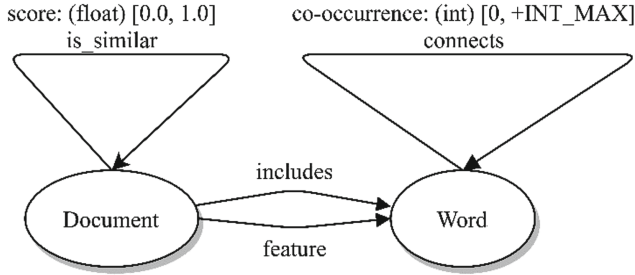 score: (float) [0.0, 1.0]
is_similar
co-occurrence: (int) [0, +INT_MAX]
connects
includes
Document
Word
feature